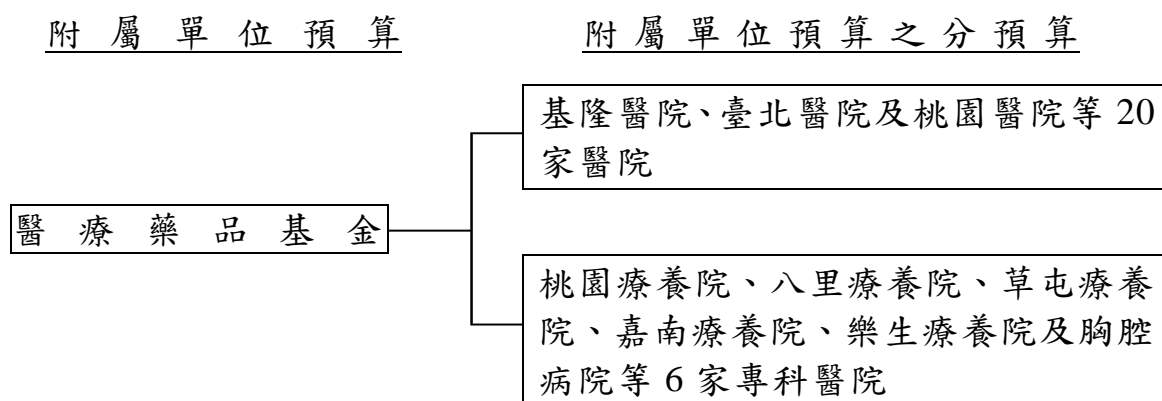 附屬單位預算
附屬單位預算之分預算
基隆醫院、臺北醫院及桃園醫院等 20
家醫院
醫療藥品基金
桃園療養院、八里療養院、草屯療養
院、嘉南療養院、樂生療養院及胸腔
病院等 6 家專科醫院